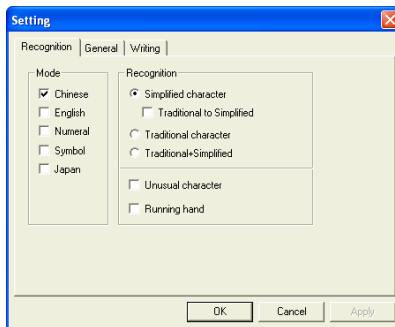 Setting
Recognition General Writing
Mode
Chinese
English
Numeral
Symbol
Japan
Recognition
Simplified character
Traditional to Simplified
Traditional character
Traditional+Simplified
Unusual character
Running hand
OK Cancel Apply